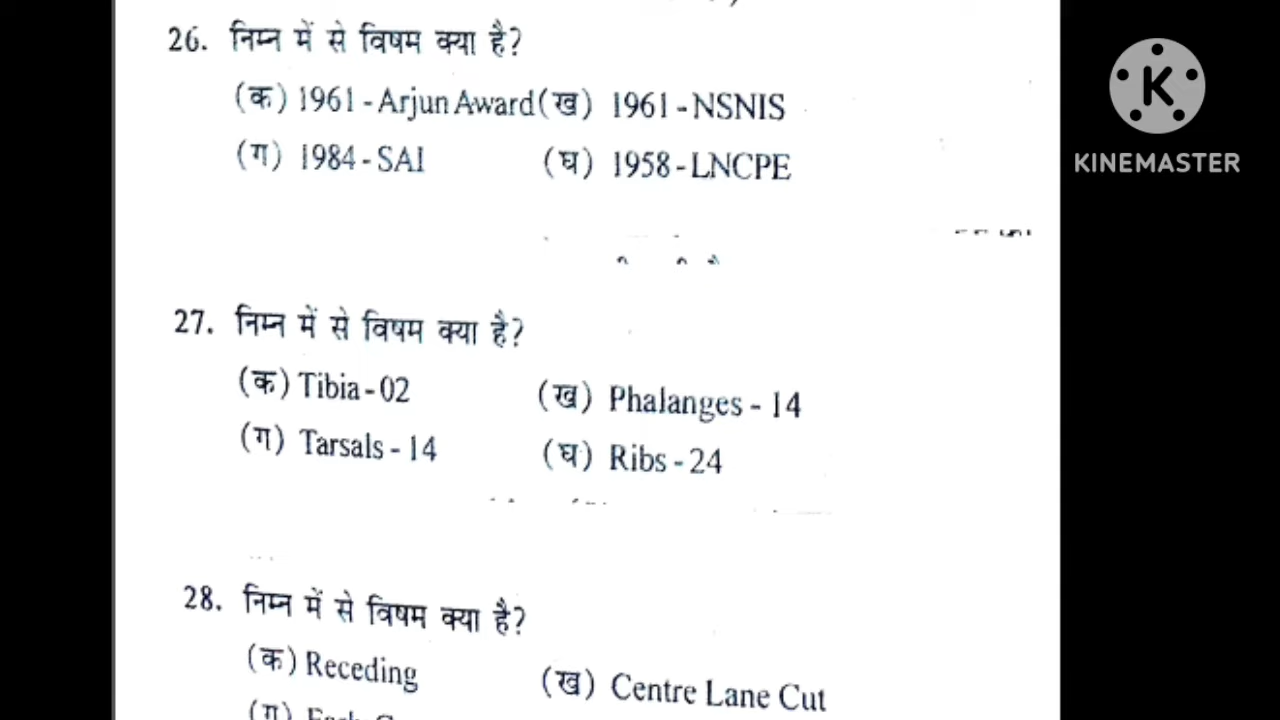 26. निम्न में से विषम क्या है?
(क) 1961 - Arjun Award (ख) 1961 - NSNIS
(ग) 1984 - SAI (घ) 1958 - LNCPE
K
KINEMASTER
27. निम्न में से विषम क्या है?
(क) Tibia - 02 (ख) Phalanges - 14
(ग) Tarsals - 14 (घ) Ribs - 24
28. निम्न में से विषम क्या है?
(क) Receding (ख) Centre Lane Cut
(ग)